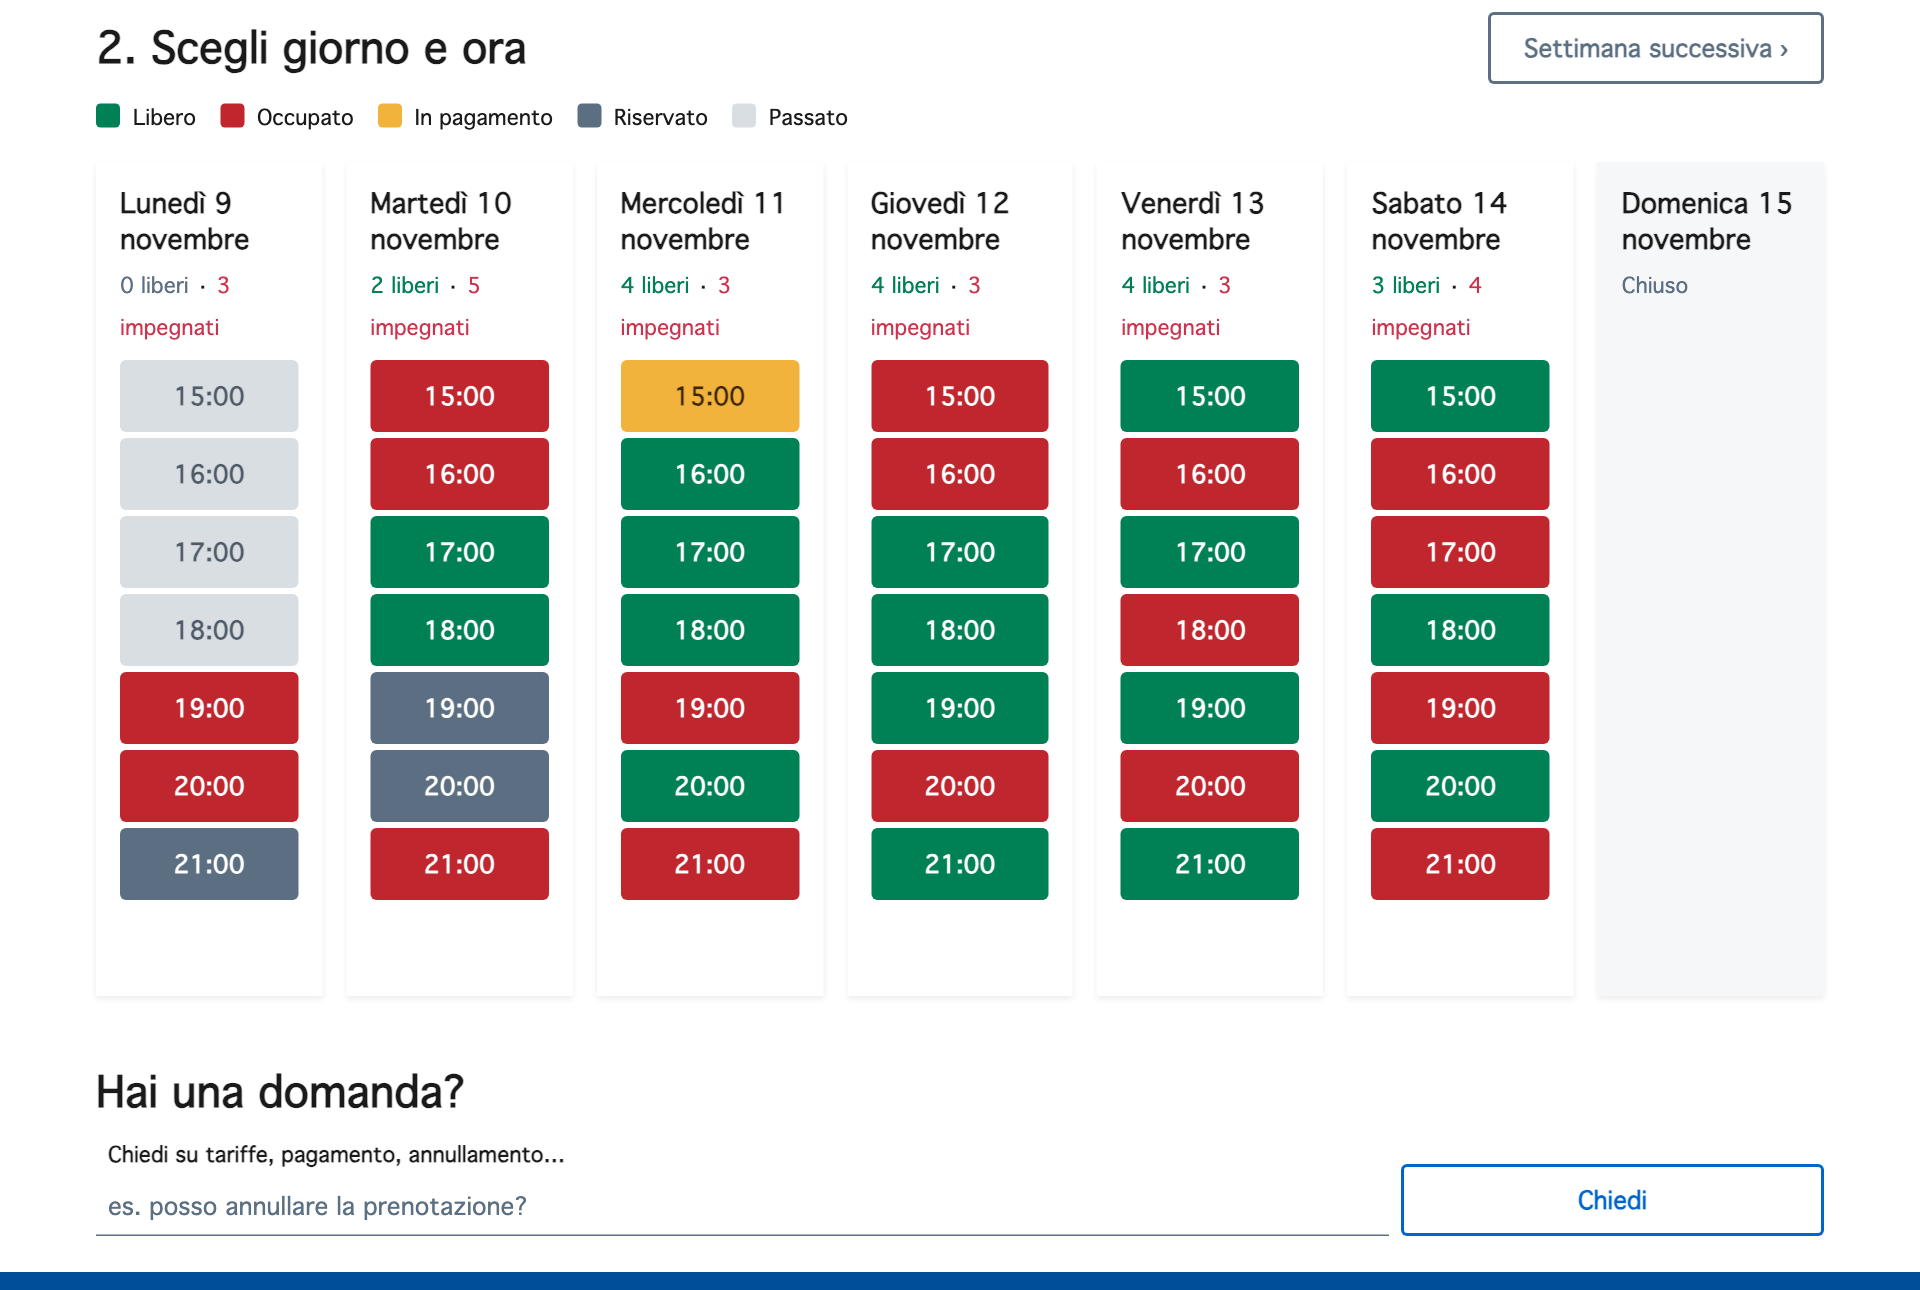 2. Scegli giorno e ora
Settimana successiva ›
Libero Occupato In pagamento Riservato Passato
Lunedì 9
novembre
0 liberi · 3
impegnati
15:00
16:00
17:00
18:00
19:00
20:00
21:00
Martedì 10
novembre
2 liberi · 5
impegnati
15:00
16:00
17:00
18:00
19:00
20:00
21:00
Mercoledì 11
novembre
4 liberi · 3
impegnati
15:00
16:00
17:00
18:00
19:00
20:00
21:00
Giovedì 12
novembre
4 liberi · 3
impegnati
15:00
16:00
17:00
18:00
19:00
20:00
21:00
Venerdì 13
novembre
4 liberi · 3
impegnati
15:00
16:00
17:00
18:00
19:00
20:00
21:00
Sabato 14
novembre
3 liberi · 4
impegnati
15:00
16:00
17:00
18:00
19:00
20:00
21:00
Domenica 15
novembre
Chiuso
Hai una domanda?
Chiedi su tariffe, pagamento, annullamento...
es. posso annullare la prenotazione?
Chiedi